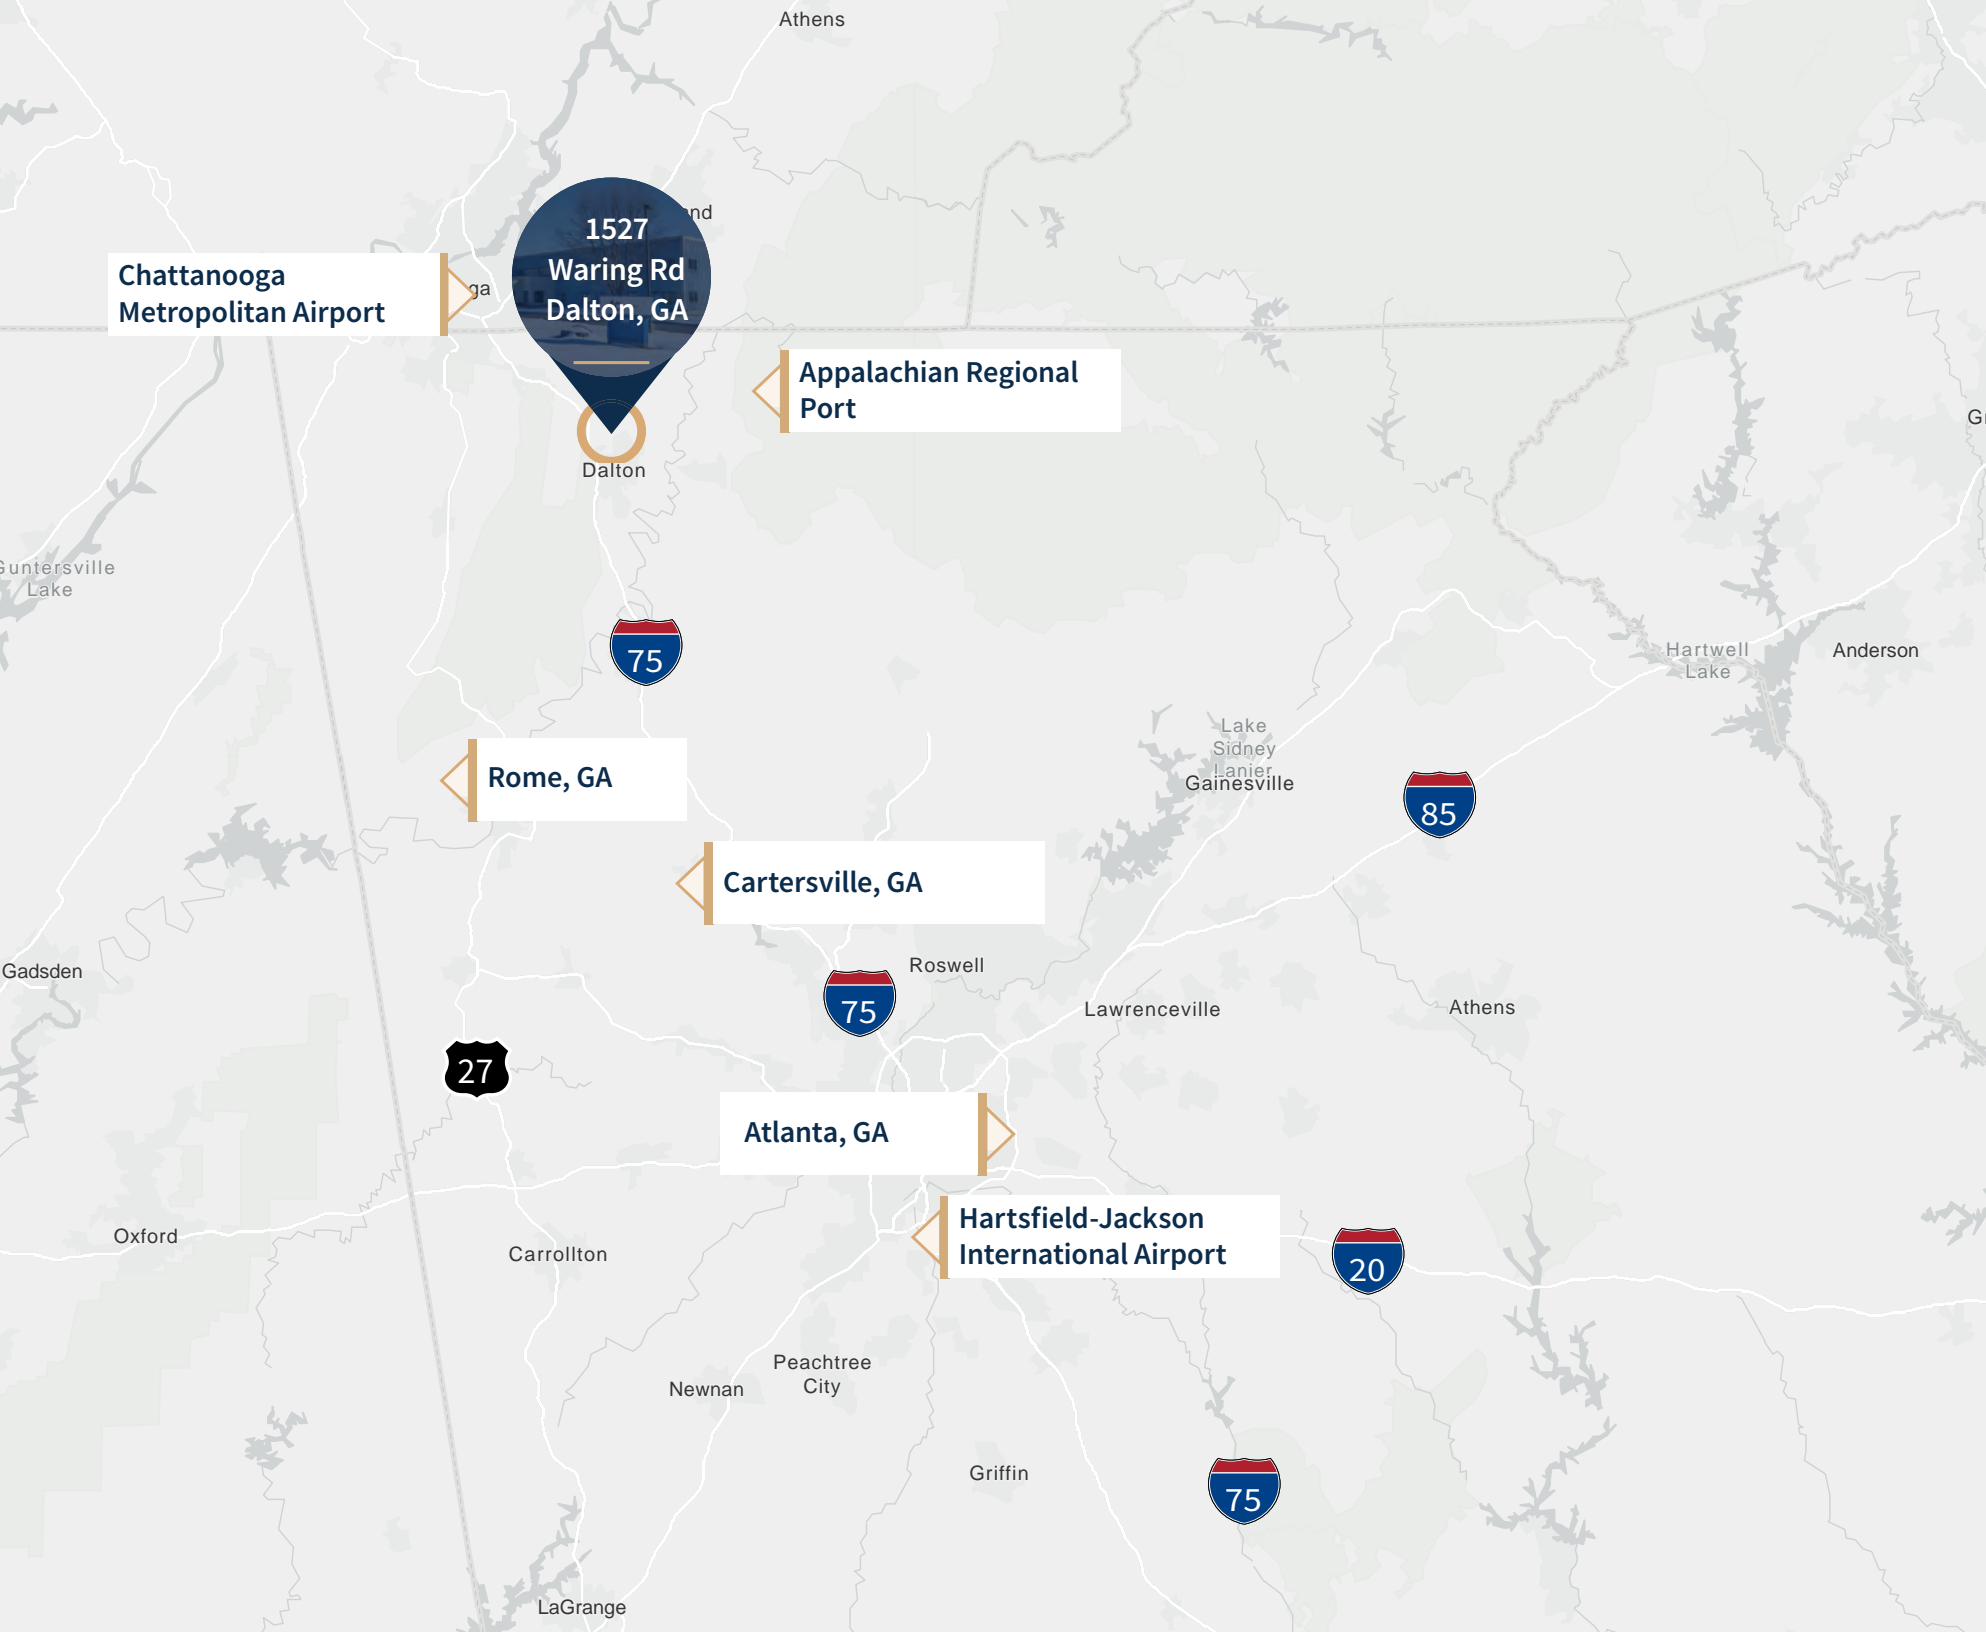 Athens
nd
1527
Waring Rd
Dalton, GA
Chattanooga
Metropolitan Airport
ga
Appalachian Regional
Port
Dalton
Guntersville
Lake
75
Hartwell
Lake
Anderson
Lake
Sidney
Lanier
Gainesville
Rome, GA
85
Cartersville, GA
Gadsden
Roswell
75
Lawrenceville
Athens
27
Atlanta, GA
Hartsfield-Jackson
International Airport
Oxford
Carrollton
20
Peachtree
City
Newnan
Griffin
75
LaGrange